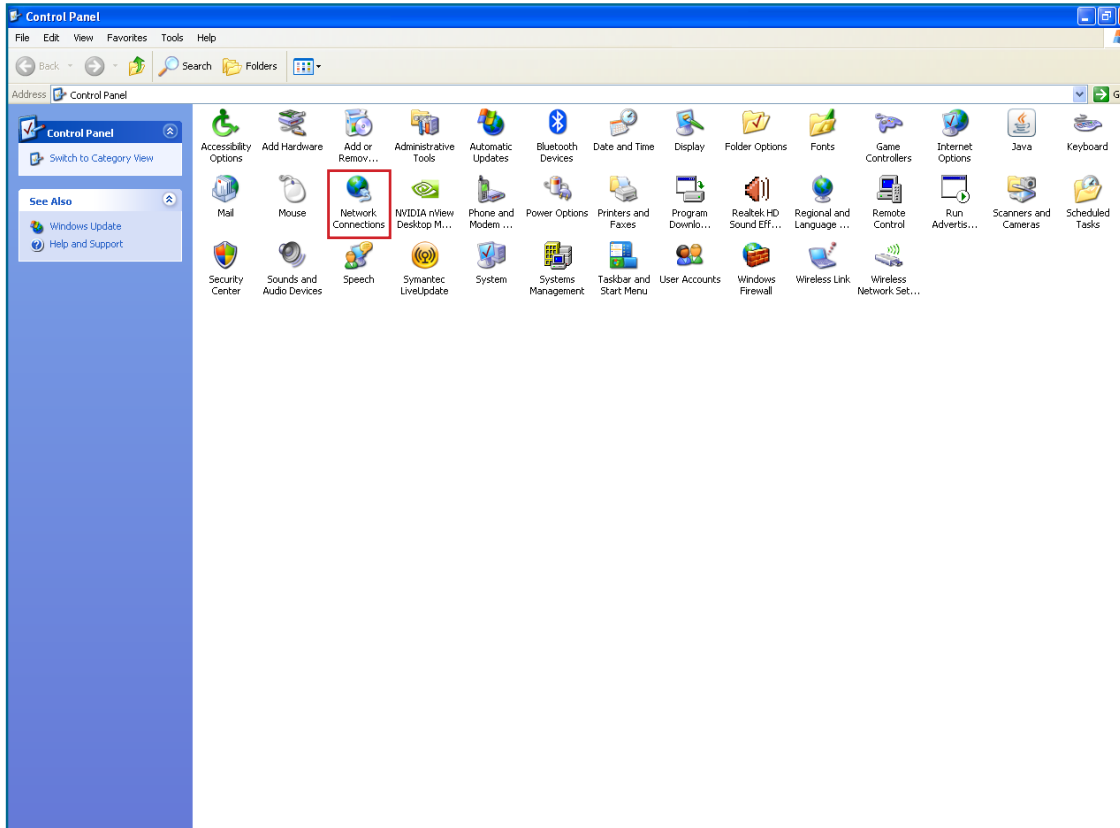 Control Panel
File Edit View Favorites Tools Help
Back Search Folders
Address Control Panel G
Control Panel
Switch to Category View
See Also
Windows Update
Help and Support
Accessibility Options
Add Hardware
Add or Remov...
Administrative Tools
Automatic Updates
Bluetooth Devices
Date and Time
Display
Folder Options
Fonts
Game Controllers
Internet Options
Java
Keyboard
Mail
Mouse
Network Connections
NVIDIA nView Desktop M...
Phone and Modem ...
Power Options
Printers and Faxes
Program Downlo...
Realtek HD Sound Eff...
Regional and Language ...
Remote Control
Run Advertis...
Scanners and Cameras
Scheduled Tasks
Security Center
Sounds and Audio Devices
Speech
Symantec LiveUpdate
System
Systems Management
Taskbar and Start Menu
User Accounts
Windows Firewall
Wireless Link
Wireless Network Set...